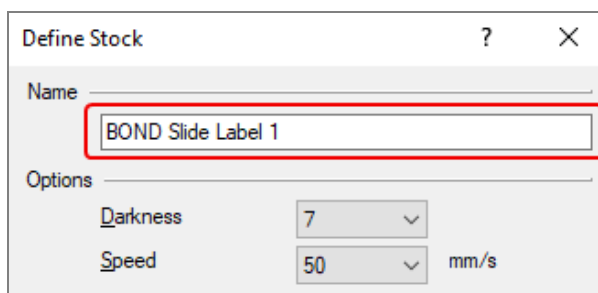 Define Stock ? ×
Name
BOND Slide Label 1
Options
Darkness 7
Speed 50 mm/s